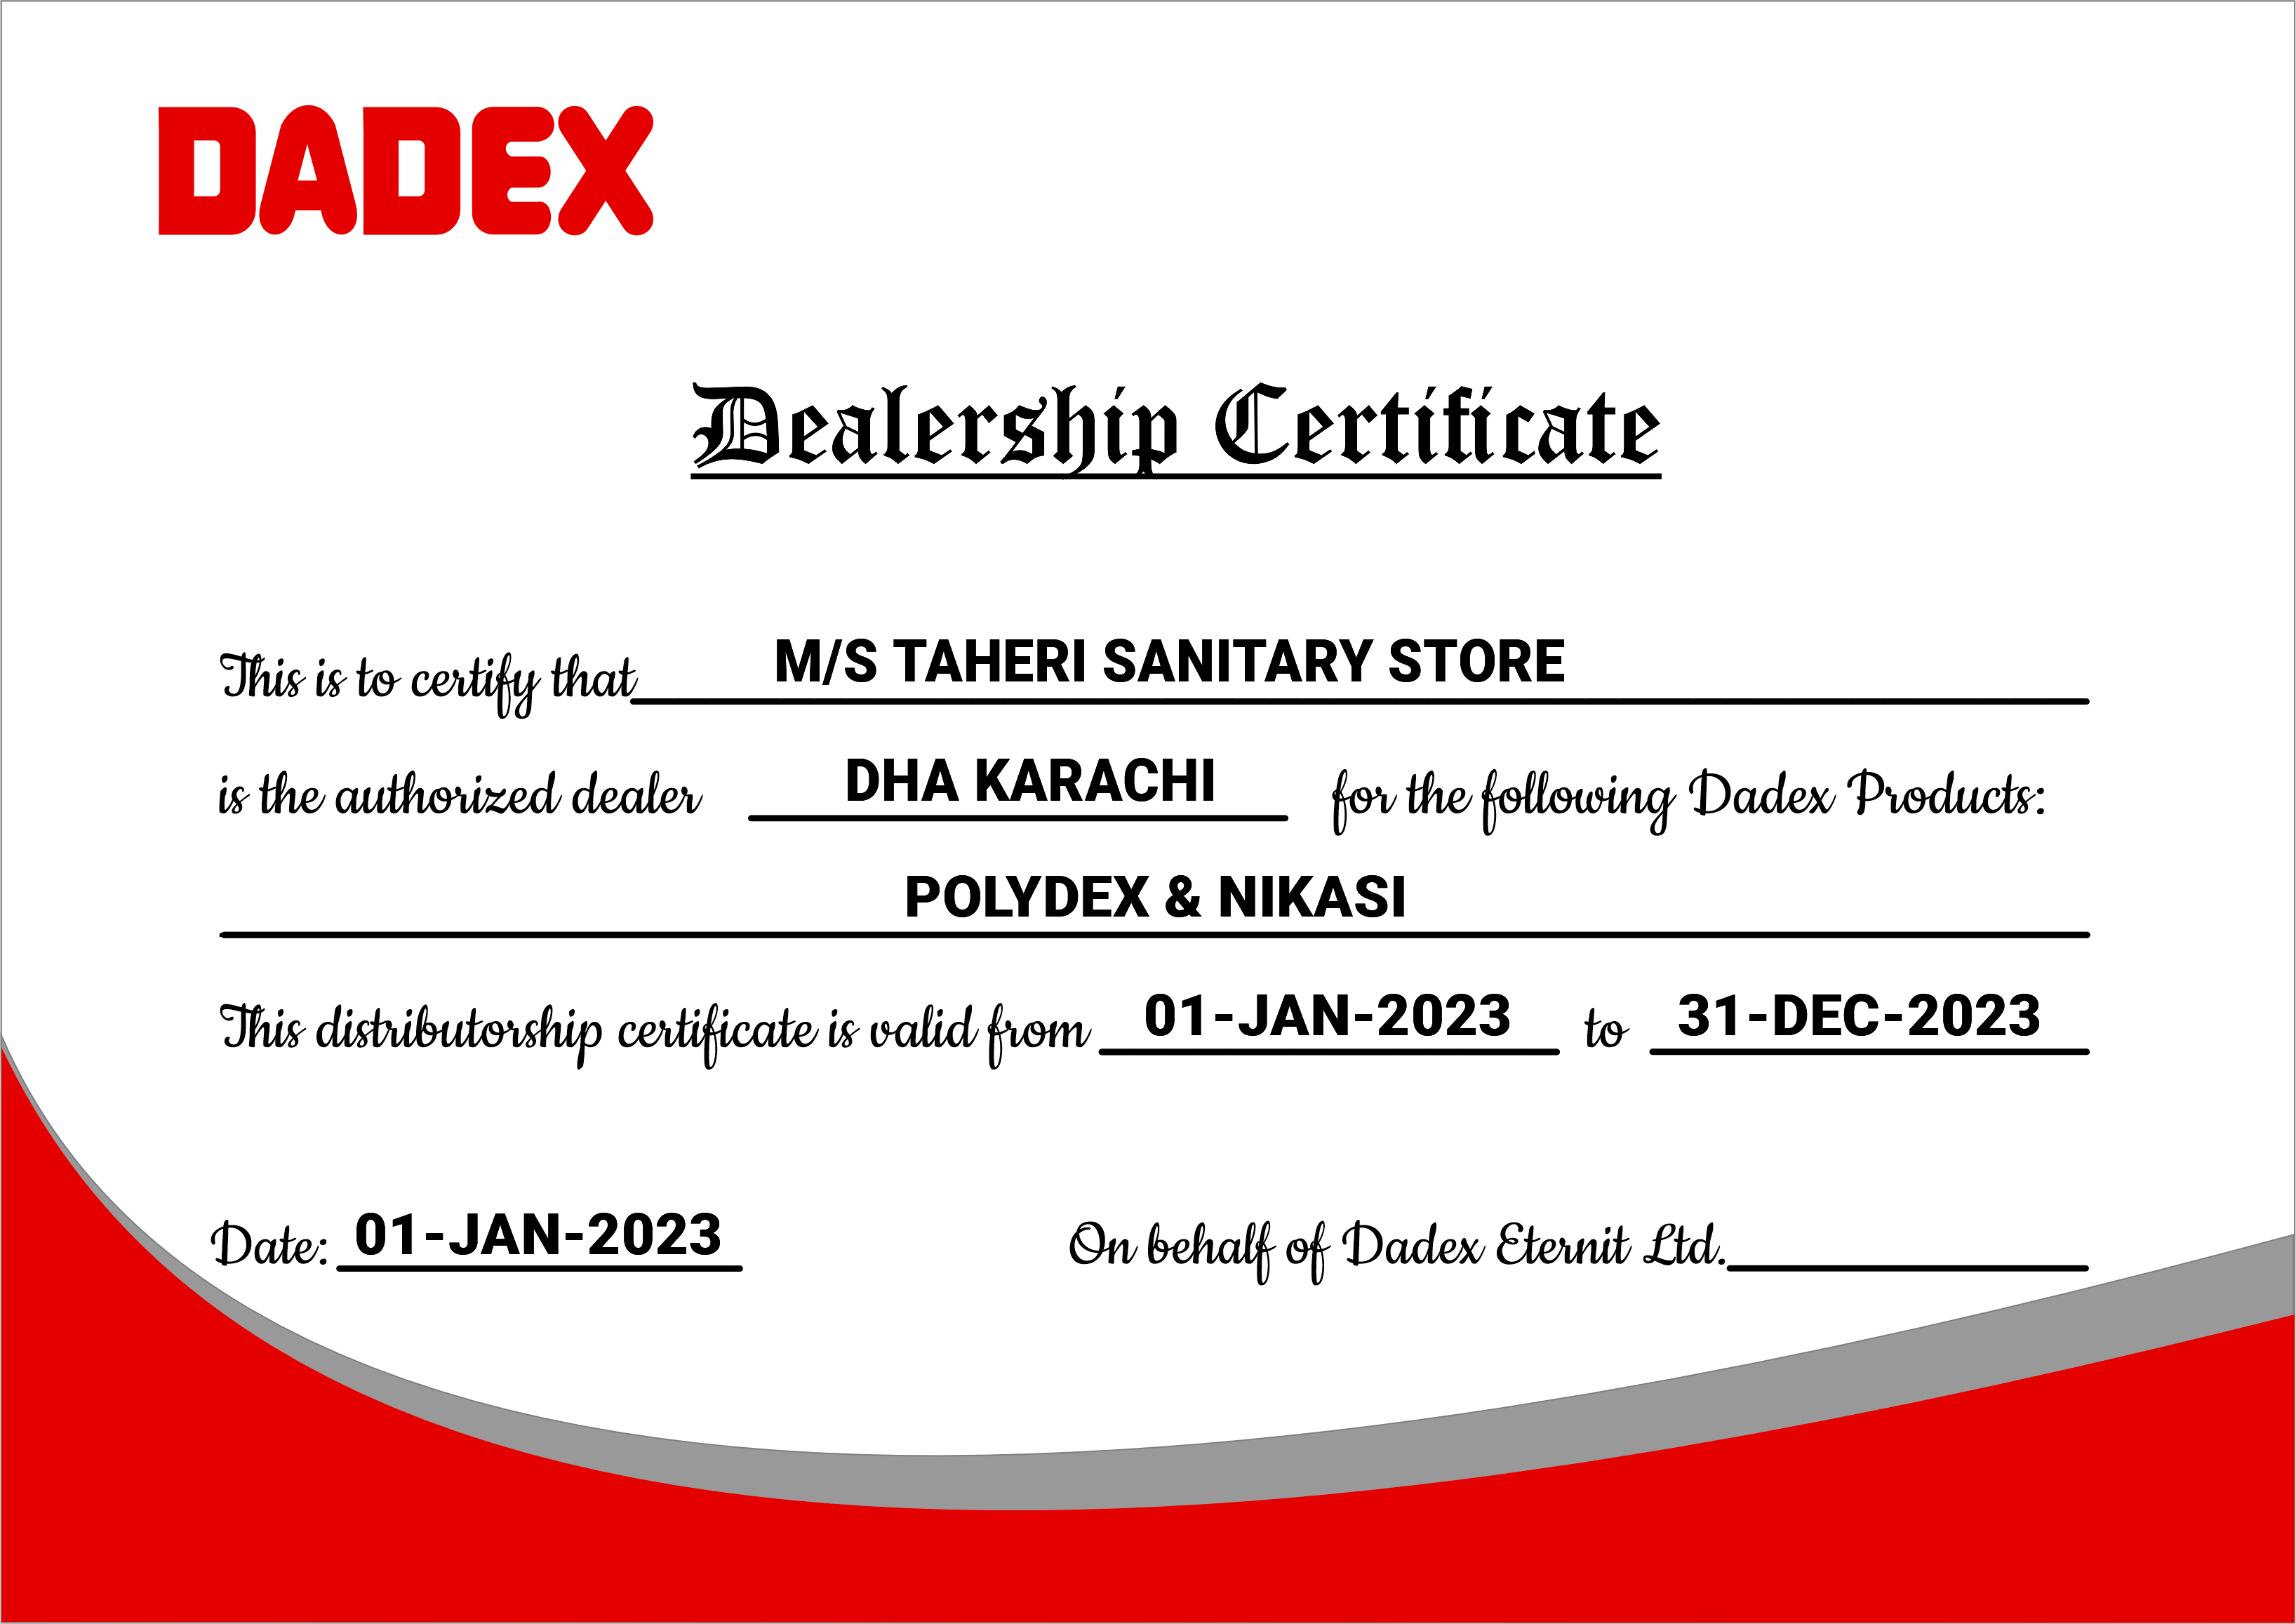 DADEX
Dealership Certificate
This is to certify that M/S TAHERI SANITARY STORE
is the authorized dealer DHA KARACHI for the following Dadex Products:
POLYDEX & NIKASI
This distributorship certificate is valid from 01-JAN-2023 to 31-DEC-2023
Date: 01-JAN-2023 On behalf of Dadex Eternit Ltd.